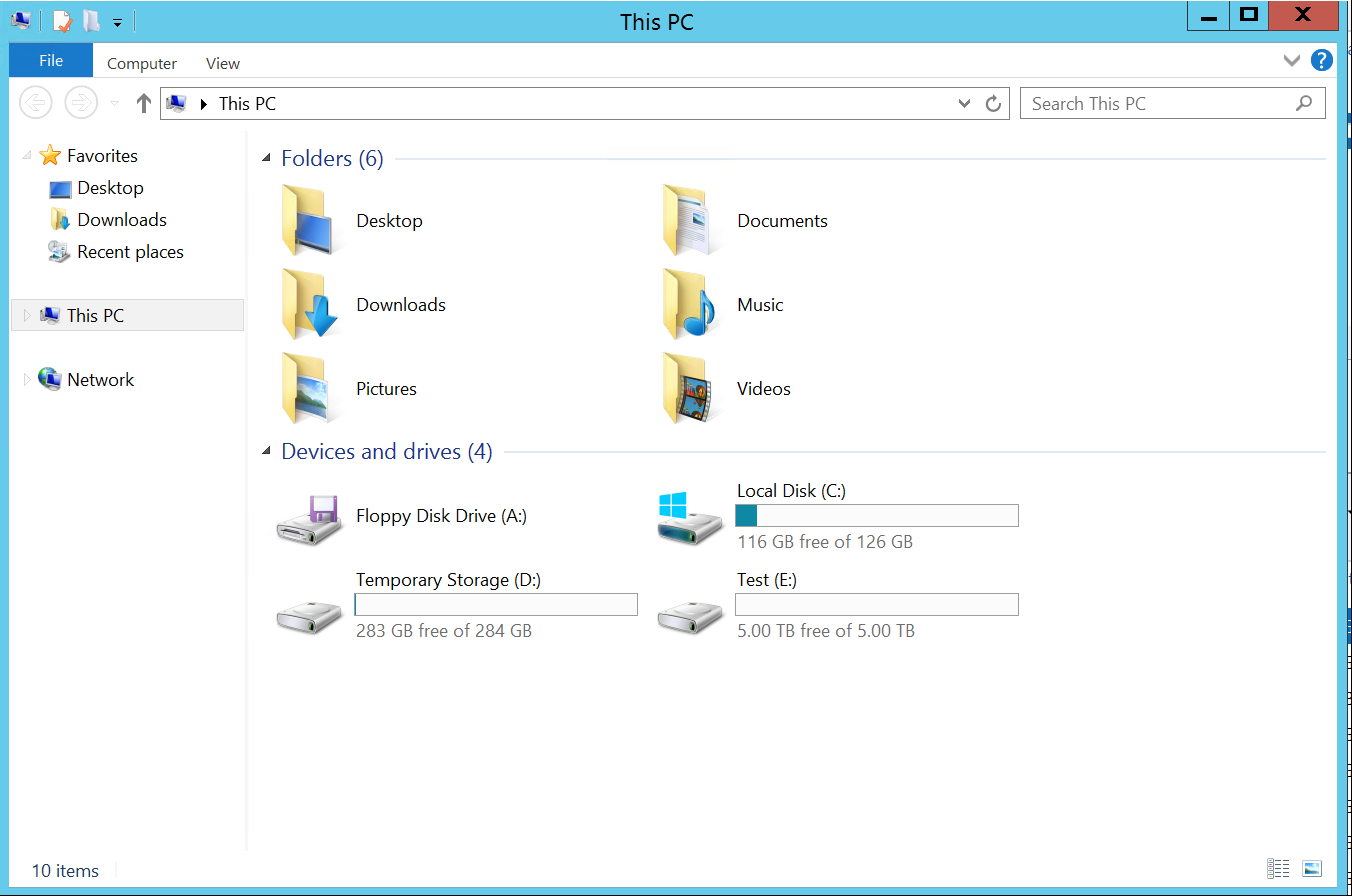 This PC
File
Computer
View
This PC
Search This PC
Favorites
Desktop
Downloads
Recent places
This PC
Network
Folders (6)
Desktop
Documents
Downloads
Music
Pictures
Videos
Devices and drives (4)
Floppy Disk Drive (A:)
Local Disk (C:)
116 GB free of 126 GB
Temporary Storage (D:)
283 GB free of 284 GB
Test (E:)
5.00 TB free of 5.00 TB
10 items